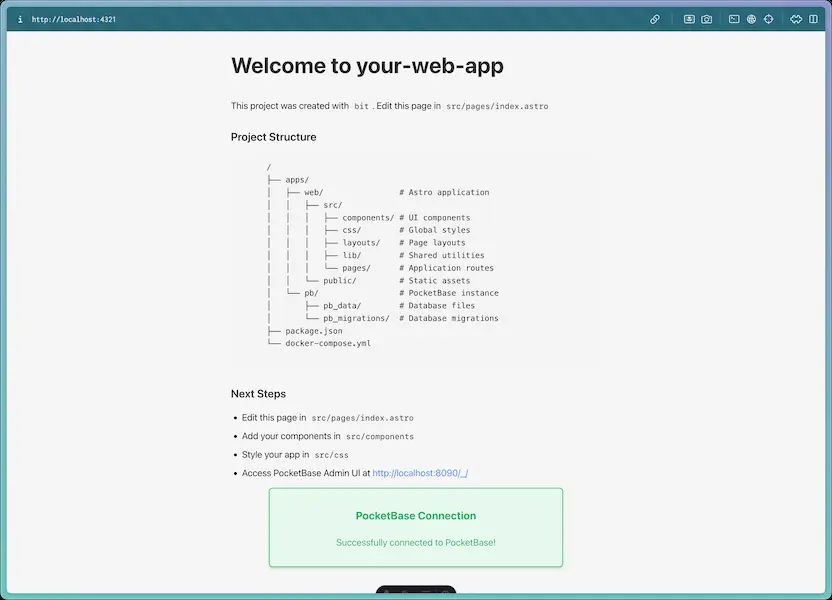 http://localhost:4321
Welcome to your-web-app
This project was created with bit . Edit this page in src/pages/index.astro
Project Structure
/
├── apps/
│   ├── web/                # Astro application
│   │   ├── src/
│   │   │   ├── components/ # UI components
│   │   │   ├── css/        # Global styles
│   │   │   ├── layouts/    # Page layouts
│   │   │   ├── lib/        # Shared utilities
│   │   │   └── pages/      # Application routes
│   │   └── public/         # Static assets
│   └── pb/                 # PocketBase instance
│       ├── pb_data/        # Database files
│       └── pb_migrations/  # Database migrations
├── package.json
└── docker-compose.yml
Next Steps
• Edit this page in src/pages/index.astro
• Add your components in src/components
• Style your app in src/css
• Access PocketBase Admin UI at http://localhost:8090/_/
PocketBase Connection
Successfully connected to PocketBase!